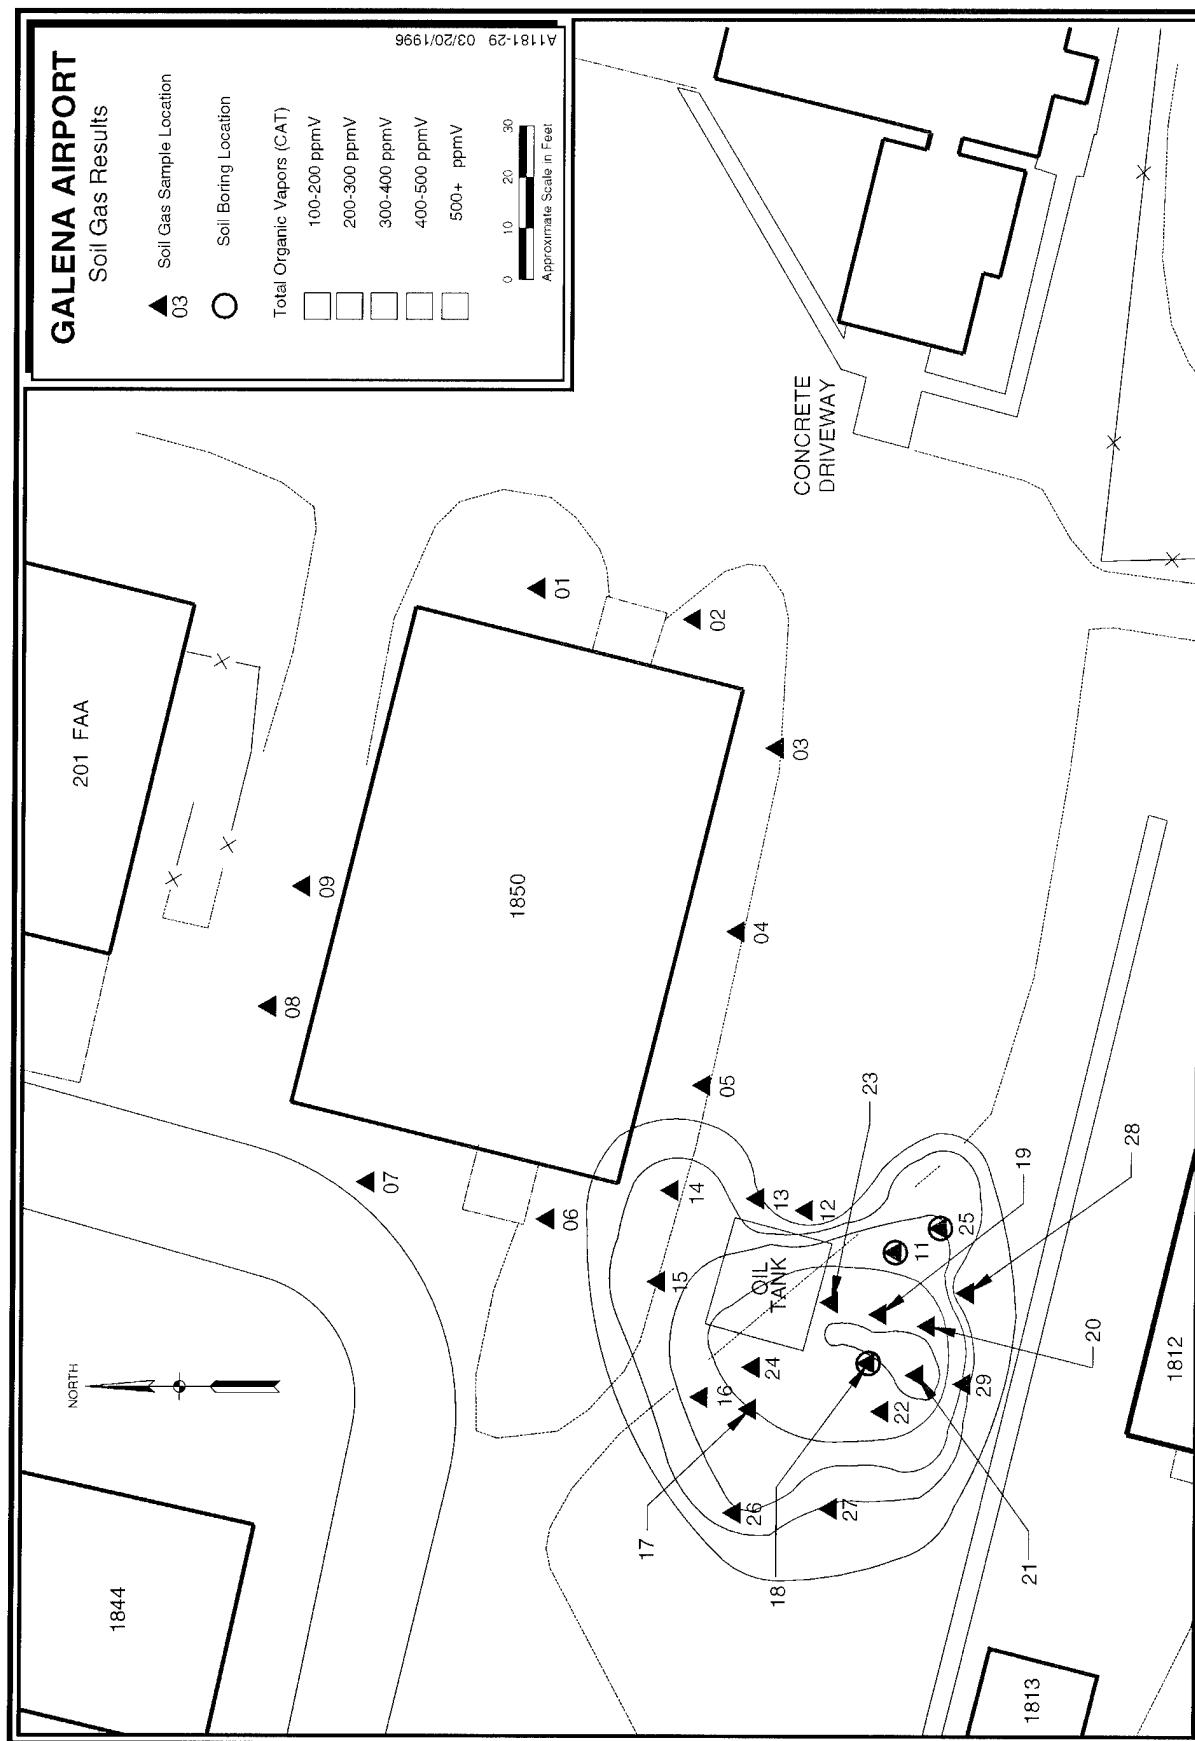 GALENA AIRPORT
Soil Gas Results
03
Soil Gas Sample Location
Soil Boring Location
Total Organic Vapors (CAT)
100-200 ppmV
200-300 ppmV
300-400 ppmV
400-500 ppmV
500+ ppmV
0 10 20 30
Approximate Scale in Feet
A1181-29 03/20/1996
NORTH
1844
201 FAA
1850
1812
1813
OIL
TANK
CONCRETE
DRIVEWAY
01
02
03
04
05
06
07
08
09
11
12
13
14
15
16
17
18
19
20
21
22
23
24
25
26
27
28
29